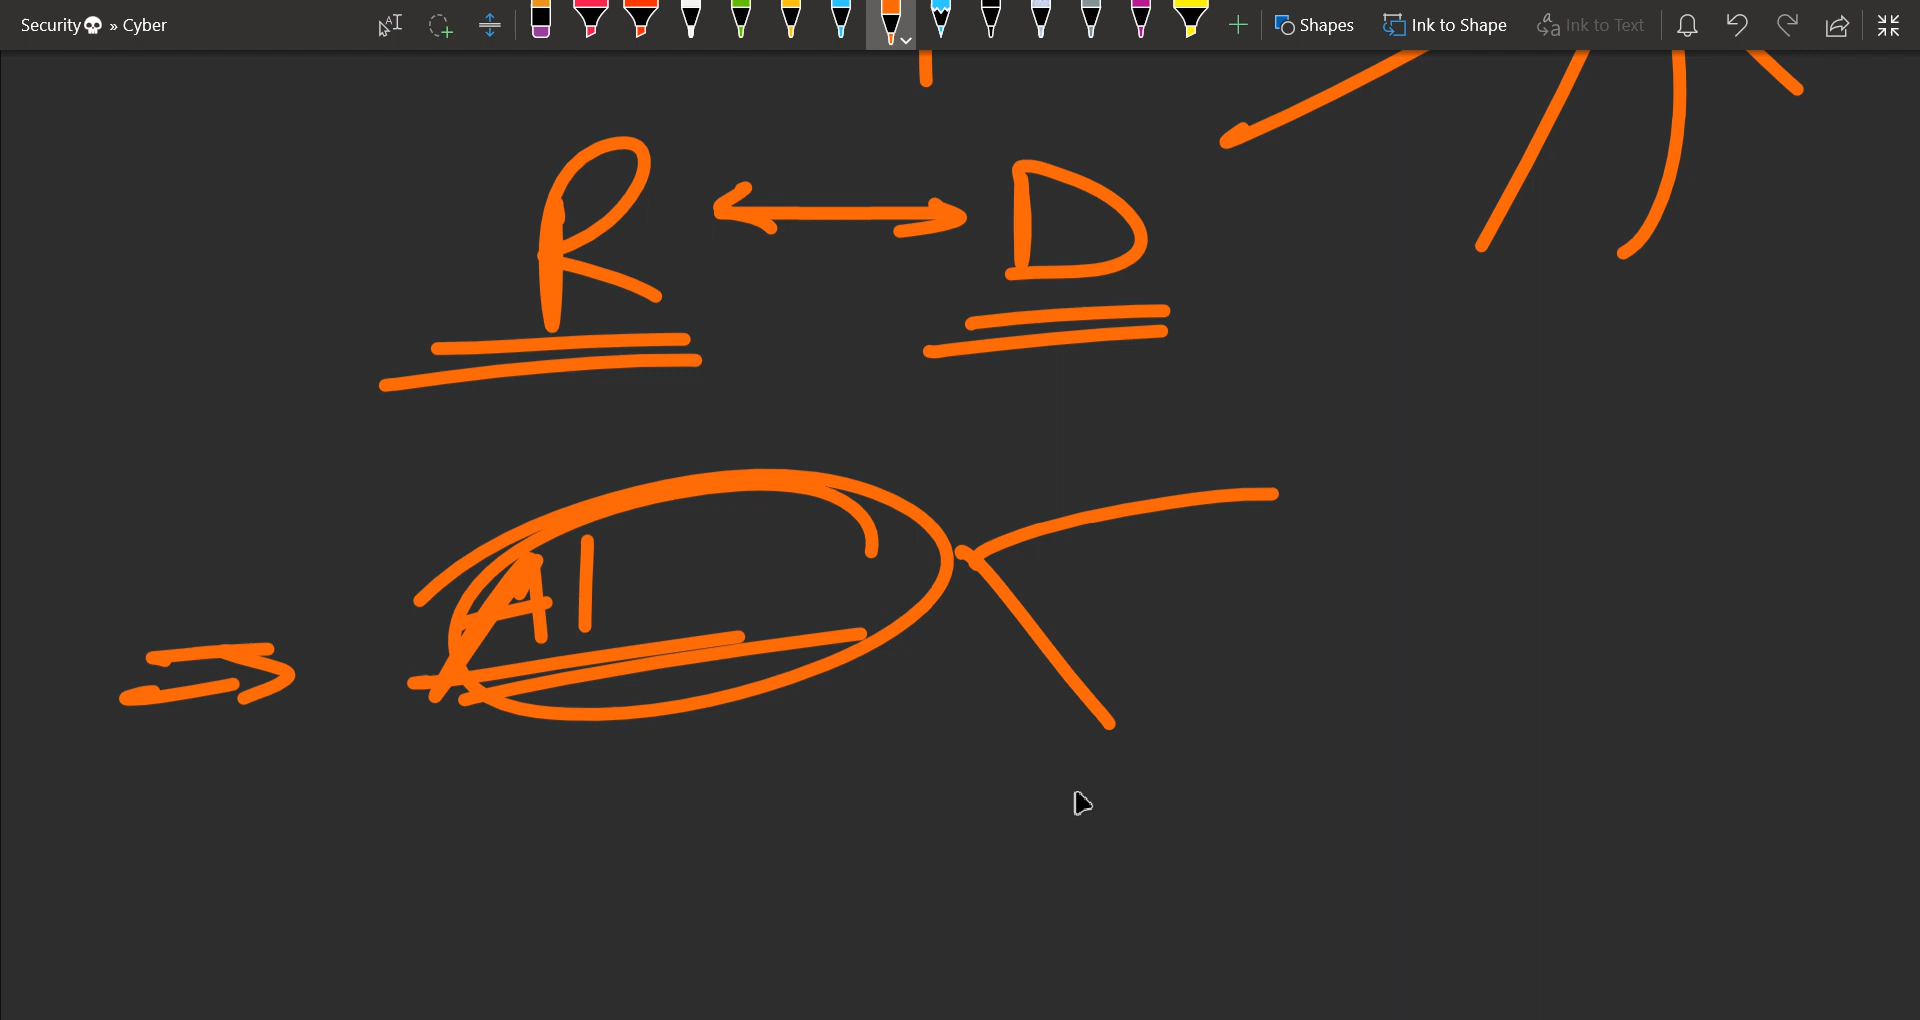 Security💀 » Cyber
Shapes
Ink to Shape
Ink to Text
R ↔ D
⇒ AI